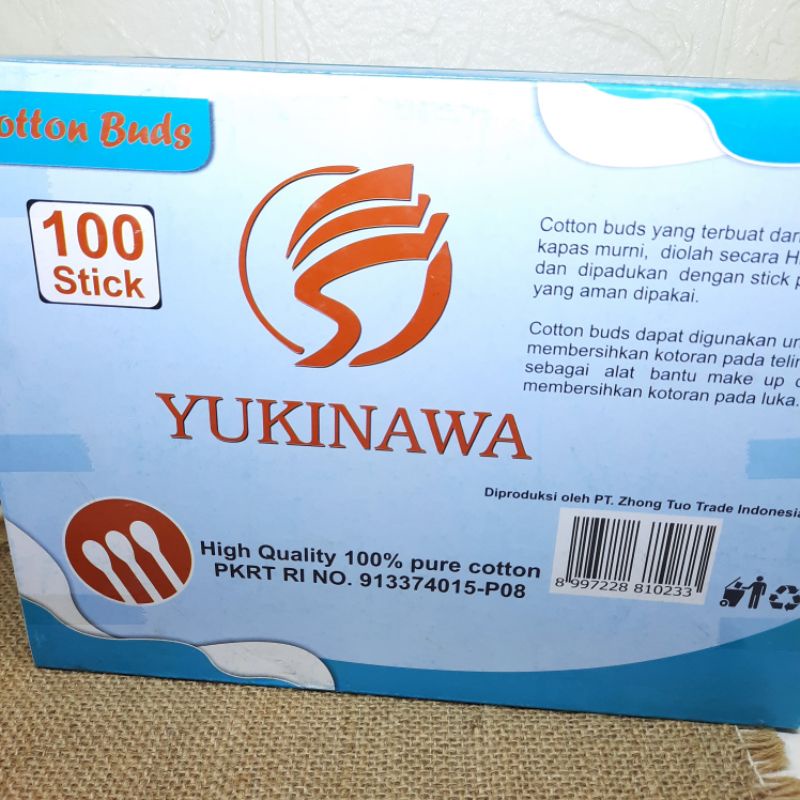 Cotton Buds
100
Stick
YUKINAWA
Cotton buds yang terbuat dari
kapas murni, diolah secara
dan dipadukan dengan stick
yang aman dipakai.
Cotton buds dapat digunakan
membersihkan kotoran pada
sebagai alat bantu make up
membersihkan kotoran pada luka.
Diproduksi oleh PT. Zhong Tuo Trade Indonesia
High Quality 100% pure cotton
PKRT RI NO. 913374015-P08
8 997228 810233